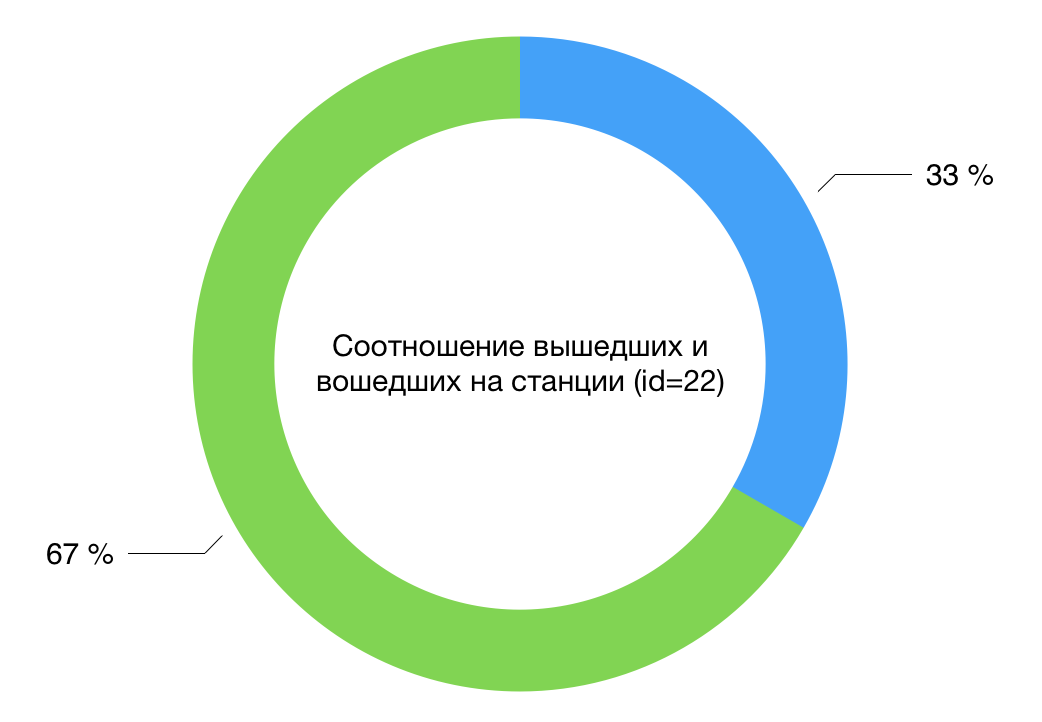 33 %
Соотношение вышедших и
вошедших на станции (id=22)
67 %